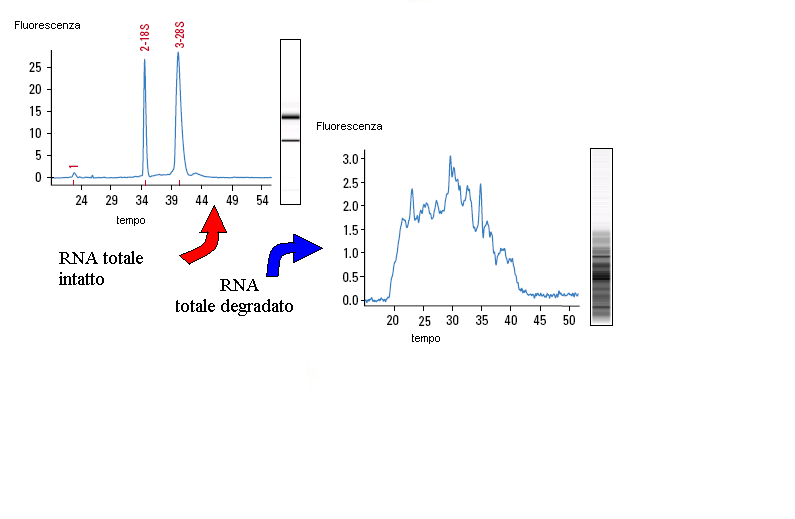 Fluorescenza
2-18S
3-28S
25
20
15
10
5
0
1
24 29 34 39 44 49 54
tempo
RNA totale
intatto
RNA
totale degradato
Fluorescenza
3.0
2.5
2.0
1.5
1.0
0.5
0.0
20 25 30 35 40 45 50
tempo